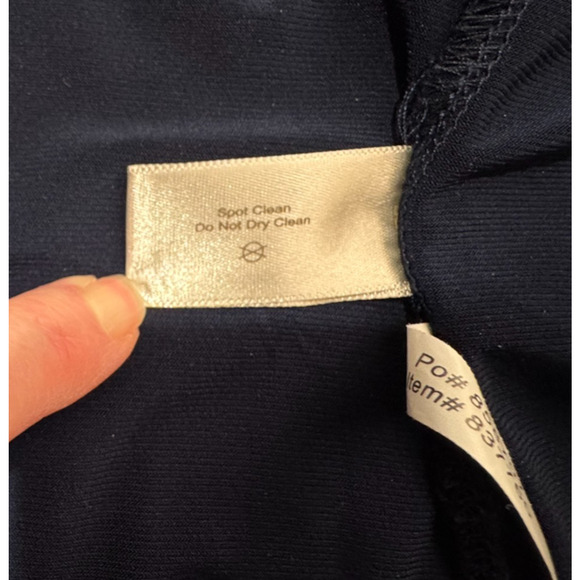 Spot Clean
Do Not Dry Clean
Po#
Item#